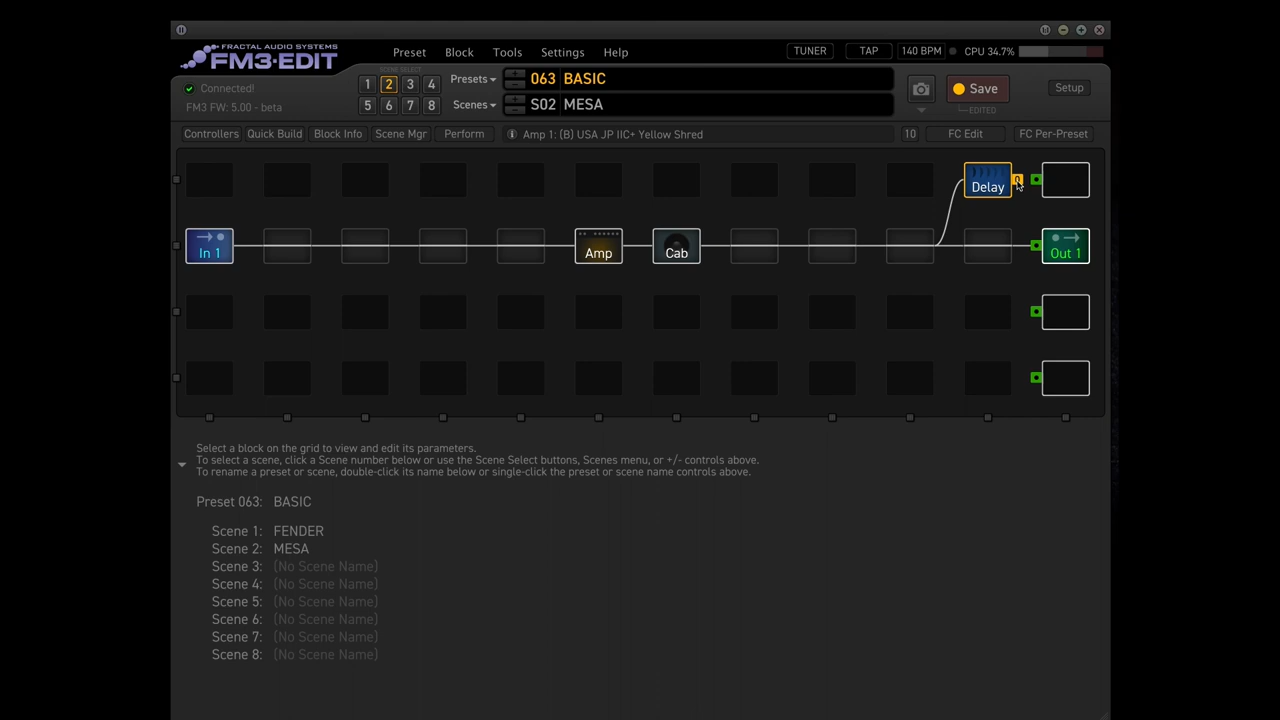 FRACTAL AUDIO SYSTEMS
FM3-EDIT
Preset
Block
Tools
Settings
Help
TUNER
TAP
140 BPM
CPU 34.7%
Connected!
FM3 FW: 5.00 - beta
SCENE SELECT
1 2 3 4
5 6 7 8
Presets
063 BASIC
Scenes
S02 MESA
Save
EDITED
Setup
Controllers
Quick Build
Block Info
Scene Mgr
Perform
Amp 1: (B) USA JP IIC+ Yellow Shred
10
FC Edit
FC Per-Preset
Delay
In 1
Amp
Cab
Out 1
Select a block on the grid to view and edit its parameters.
To select a scene, click a Scene number below or use the Scene Select buttons, Scenes menu, or +/- controls above.
To rename a preset or scene, double-click its name below or single-click the preset or scene name controls above.
Preset 063: BASIC
Scene 1: FENDER
Scene 2: MESA
Scene 3: (No Scene Name)
Scene 4: (No Scene Name)
Scene 5: (No Scene Name)
Scene 6: (No Scene Name)
Scene 7: (No Scene Name)
Scene 8: (No Scene Name)